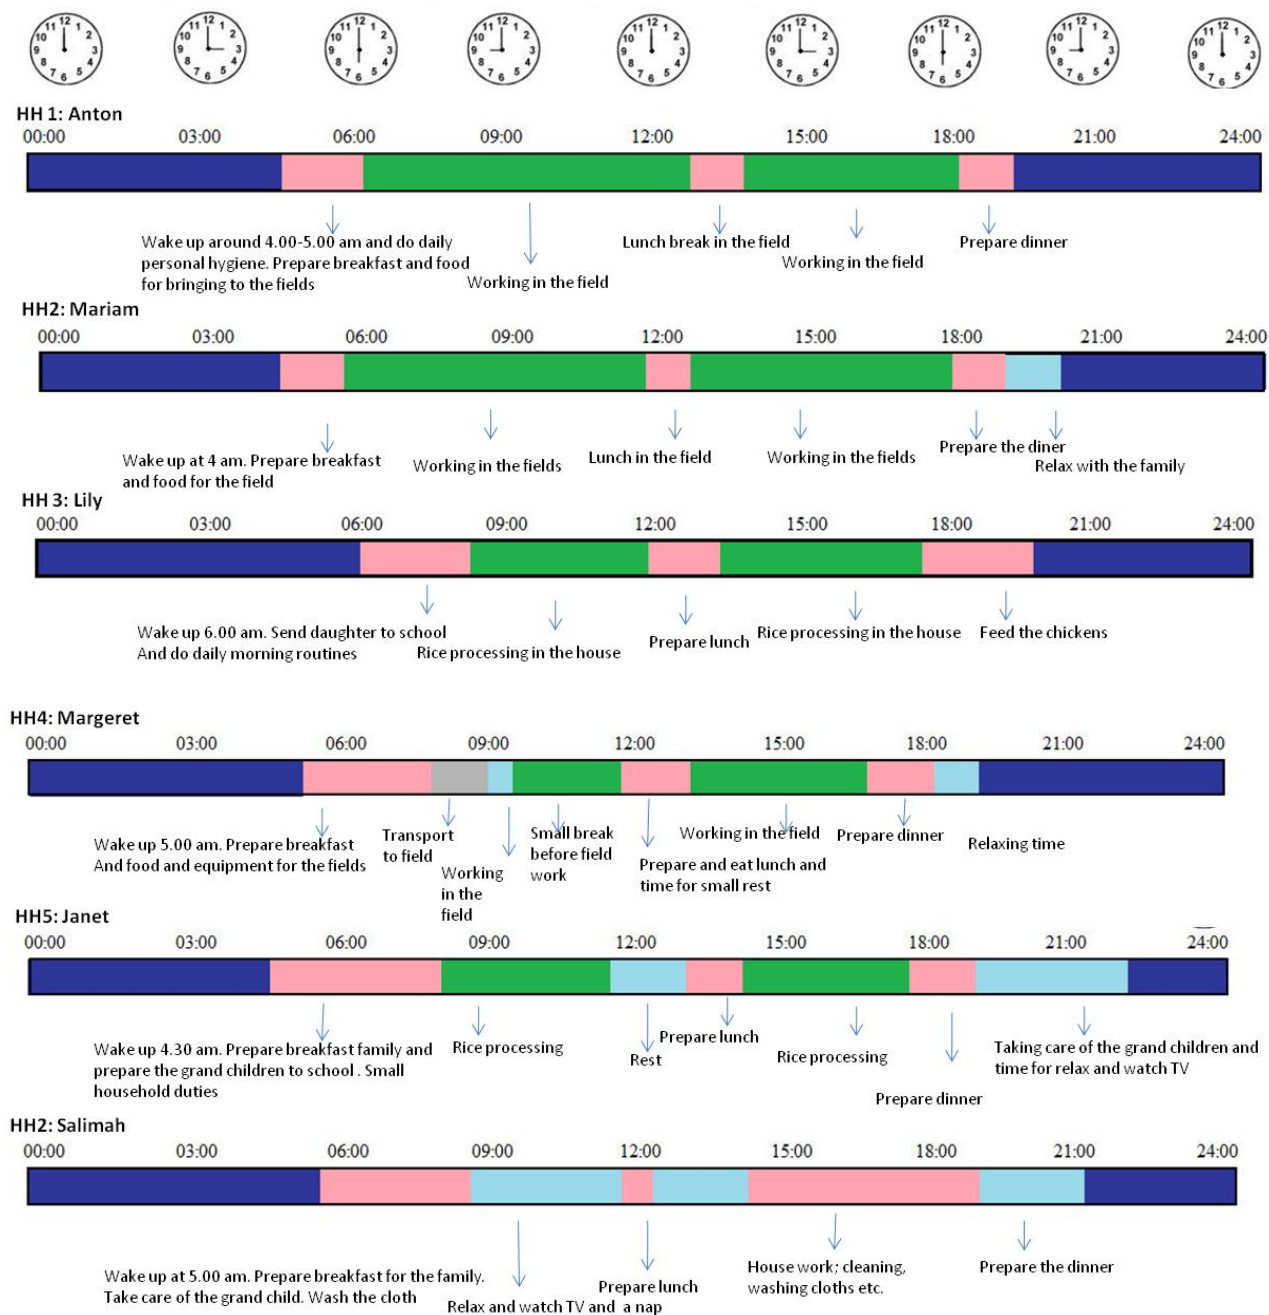 HH 1: Anton
00:00 03:00 06:00 09:00 12:00 15:00 18:00 21:00 24:00
Wake up around 4.00-5.00 am and do daily
personal hygiene. Prepare breakfast and food
for bringing to the fields
Working in the field
Lunch break in the field
Working in the field
Prepare dinner
HH2: Mariam
00:00 03:00 06:00 09:00 12:00 15:00 18:00 21:00 24:00
Wake up at 4 am. Prepare breakfast
and food for the field
Working in the fields
Lunch in the field
Working in the fields
Prepare the diner
Relax with the family
HH 3: Lily
00:00 03:00 06:00 09:00 12:00 15:00 18:00 21:00 24:00
Wake up 6.00 am. Send daughter to school
And do daily morning routines
Rice processing in the house
Prepare lunch
Rice processing in the house
Feed the chickens
HH4: Margeret
00:00 03:00 06:00 09:00 12:00 15:00 18:00 21:00 24:00
Wake up 5.00 am. Prepare breakfast
And food and equipment for the fields
Transport
to field
Working
in the
field
Small break
before field
work
Prepare and eat lunch and
time for small rest
Working in the field
Prepare dinner
Relaxing time
HH5: Janet
00:00 03:00 06:00 09:00 12:00 15:00 18:00 21:00 24:00
Wake up 4.30 am. Prepare breakfast family and
prepare the grand children to school . Small
household duties
Rice processing
Rest
Prepare lunch
Rice processing
Prepare dinner
Taking care of the grand children and
time for relax and watch TV
HH2: Salimah
00:00 03:00 06:00 09:00 12:00 15:00 18:00 21:00 24:00
Wake up at 5.00 am. Prepare breakfast for the family.
Take care of the grand child. Wash the cloth
Relax and watch TV and a nap
Prepare lunch
House work; cleaning,
washing cloths etc.
Prepare the dinner